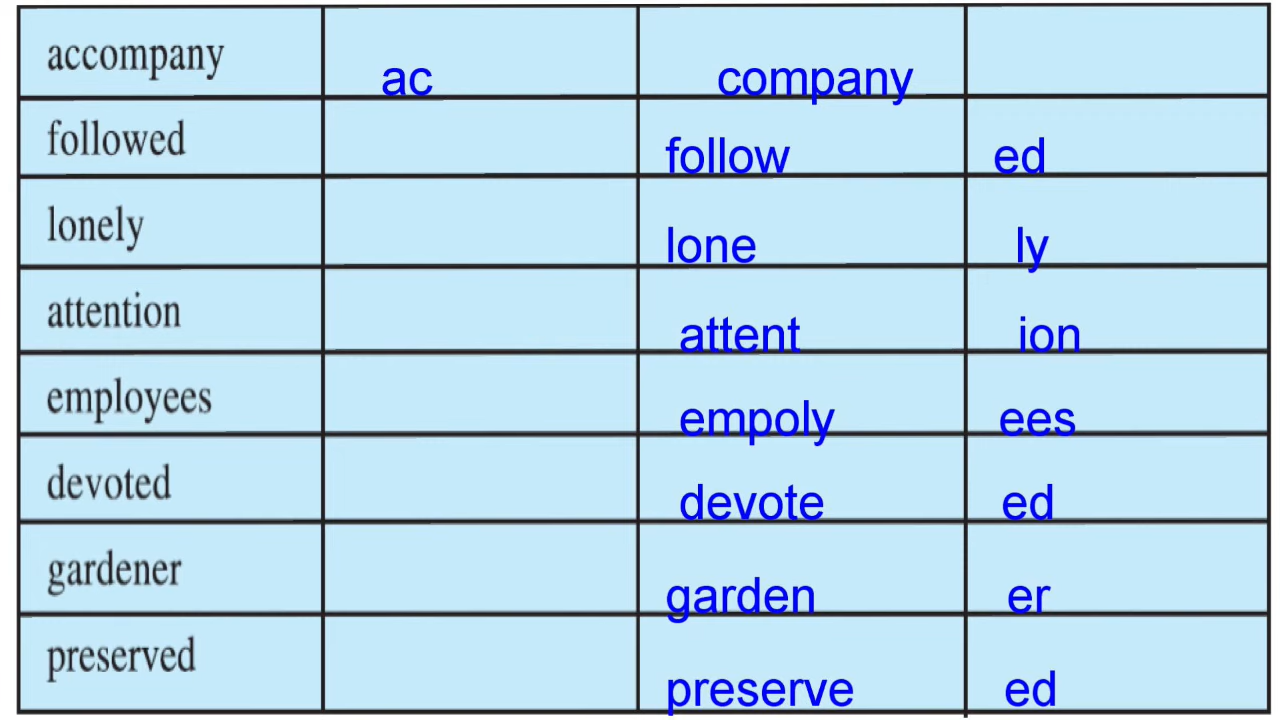 accompany ac company
followed follow ed
lonely lone ly
attention attent ion
employees empoly ees
devoted devote ed
gardener garden er
preserved preserve ed